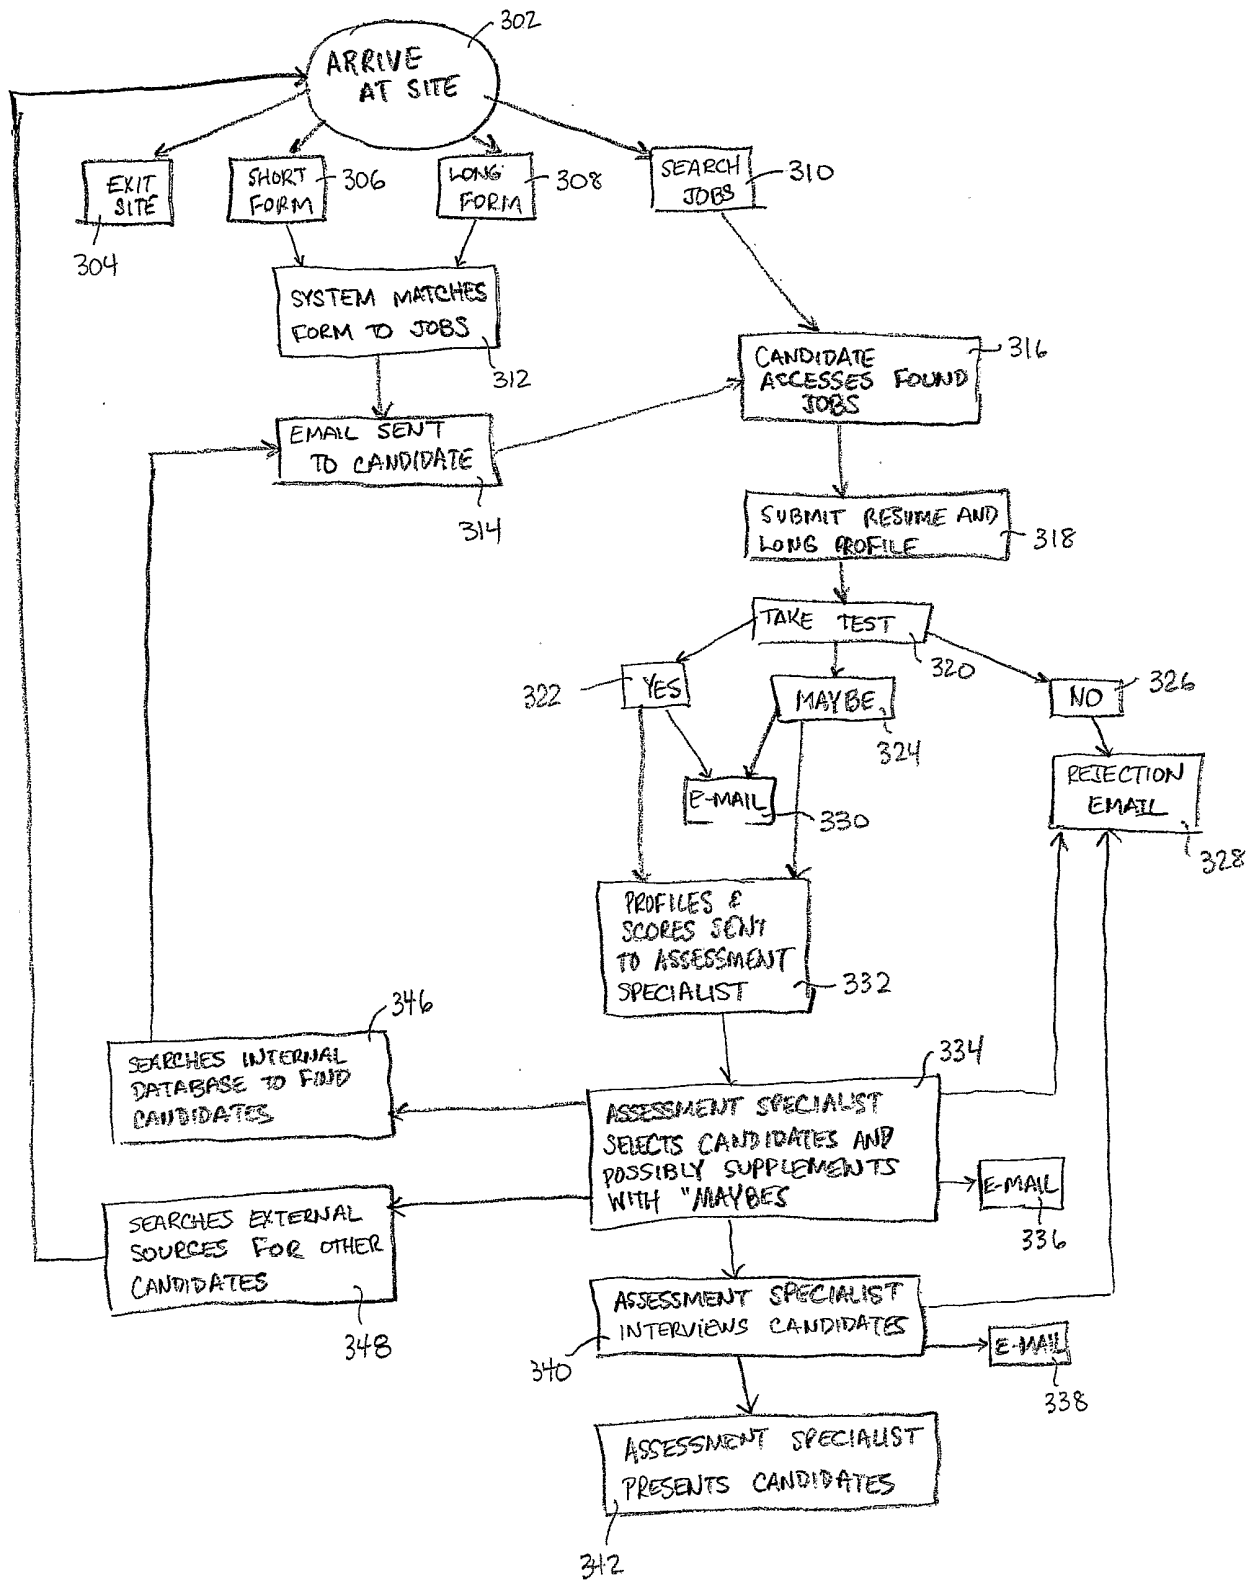 302
ARRIVE
AT SITE
EXIT
SITE
304
SHORT
FORM
306
LONG
FORM
308
SEARCH
JOBS
310
SYSTEM MATCHES
FORM TO JOBS
312
CANDIDATE
ACCESSES FOUND
JOBS
316
EMAIL SENT
TO CANDIDATE
314
SUBMIT RESUME AND
LONG PROFILE
318
TAKE TEST
320
322
YES
MAYBE
324
NO
326
E-MAIL
330
REJECTION
EMAIL
328
PROFILES &
SCORES SENT
TO ASSESSMENT
SPECIALIST
332
346
SEARCHES INTERNAL
DATABASE TO FIND
CANDIDATES
334
ASSESSMENT SPECIALIST
SELECTS CANDIDATES AND
POSSIBLY SUPPLEMENTS
WITH "MAYBES
E-MAIL
336
SEARCHES EXTERNAL
SOURCES FOR OTHER
CANDIDATES
348
ASSESSMENT SPECIALIST
INTERVIEWS CANDIDATES
340
E-MAIL
338
ASSESSMENT SPECIALIST
PRESENTS CANDIDATES
342